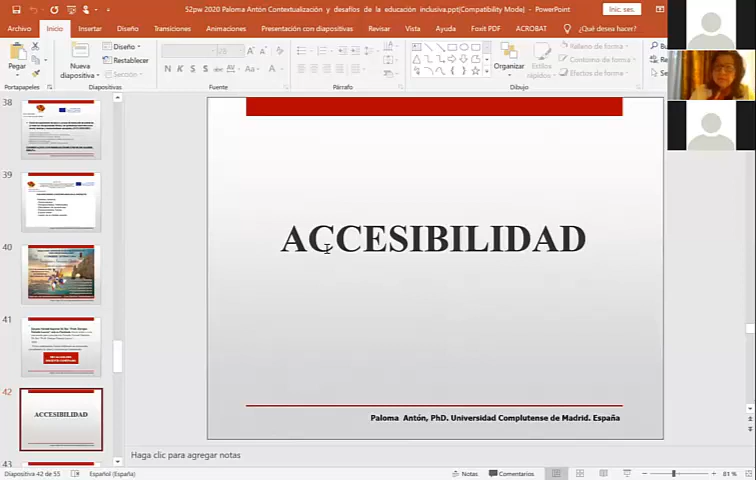 52pw 2020 Paloma Antón Contextualización y desafíos de la educación inclusiva.ppt[Compatibility Mode] - PowerPoint
Inic. ses.
Archivo Inicio Insertar Diseño Transiciones Animaciones Presentación con diapositivas Revisar Vista Ayuda Foxit PDF ACROBAT ¿Qué desea hacer?
Pegar
Nueva diapositiva
Diseño
Restablecer
Sección
N K S
Organizar
Estilos rápidos
Relleno de forma
Contorno de forma
Efectos de forma
Portapapeles Diapositivas Fuente Párrafo Dibujo
38
39
40
41
42
ACCESIBILIDAD
43
ACCESIBILIDAD
Paloma Antón, PhD. Universidad Complutense de Madrid. España
Haga clic para agregar notas
Diapositiva 42 de 55 Español (España) Notas Comentarios 81 %